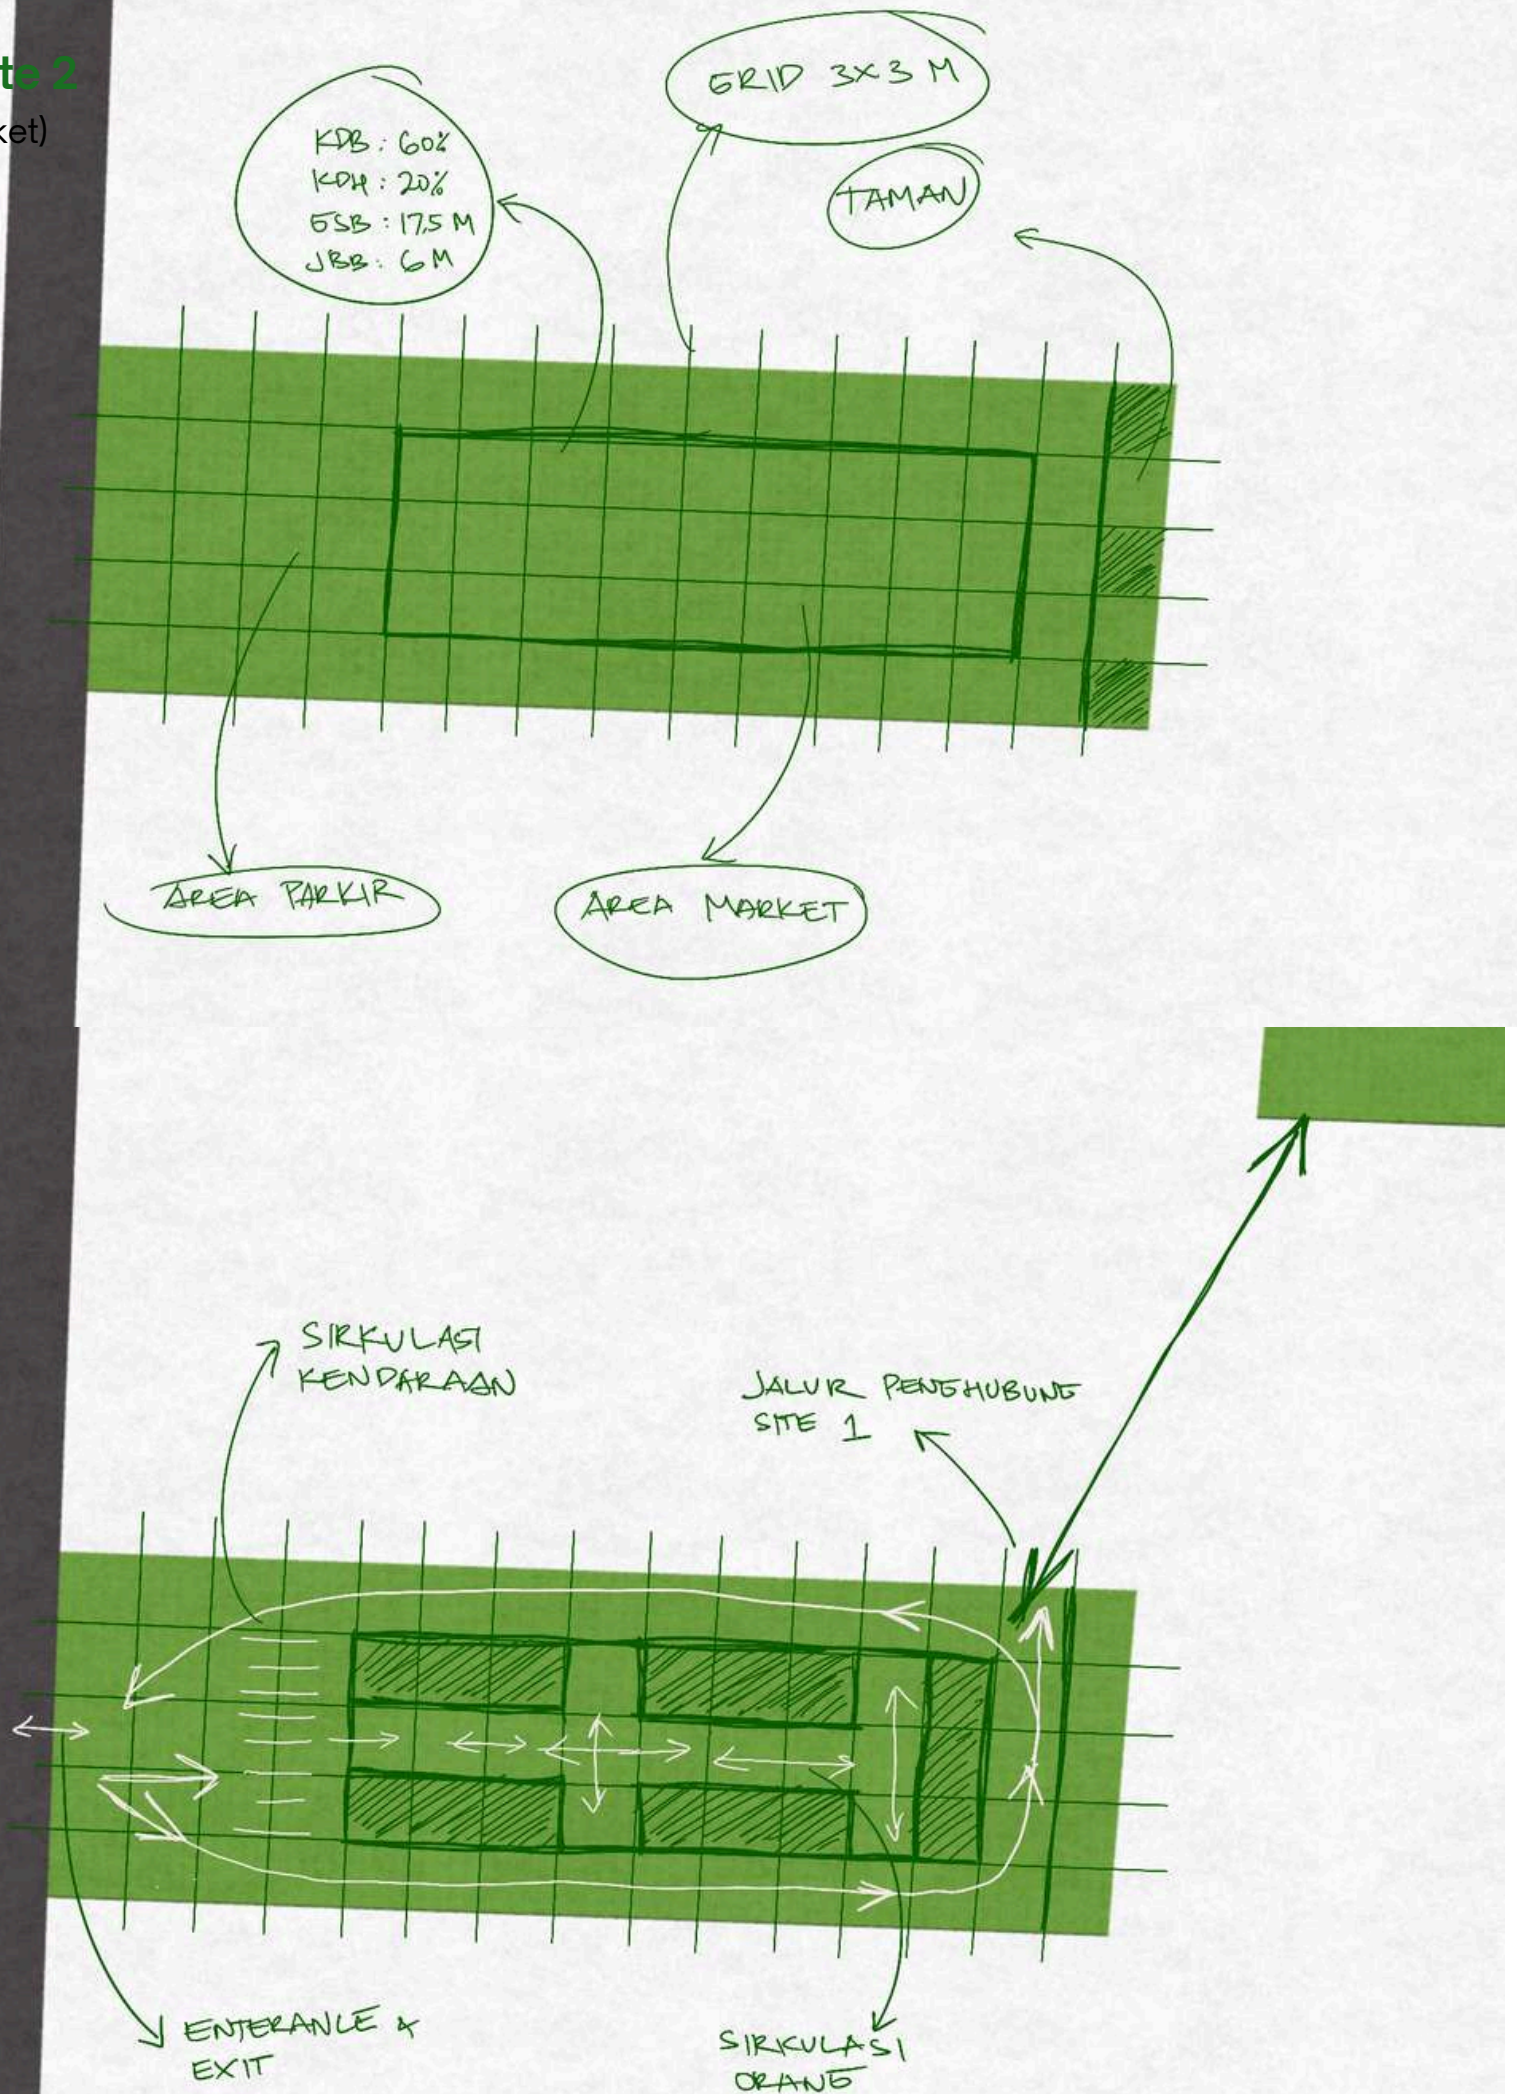 te 2
ket)
GRID 3X3 M
KDB : 60%
KDH : 20%
GSB : 17,5 M
JBB : 6 M
TAMAN
AREA PARKIR
AREA MARKET
SIRKULASI
KENDARAAN
JALUR PENGHUBUNG
SITE 1
ENTERANCE &
EXIT
SIRKULASI
ORANG